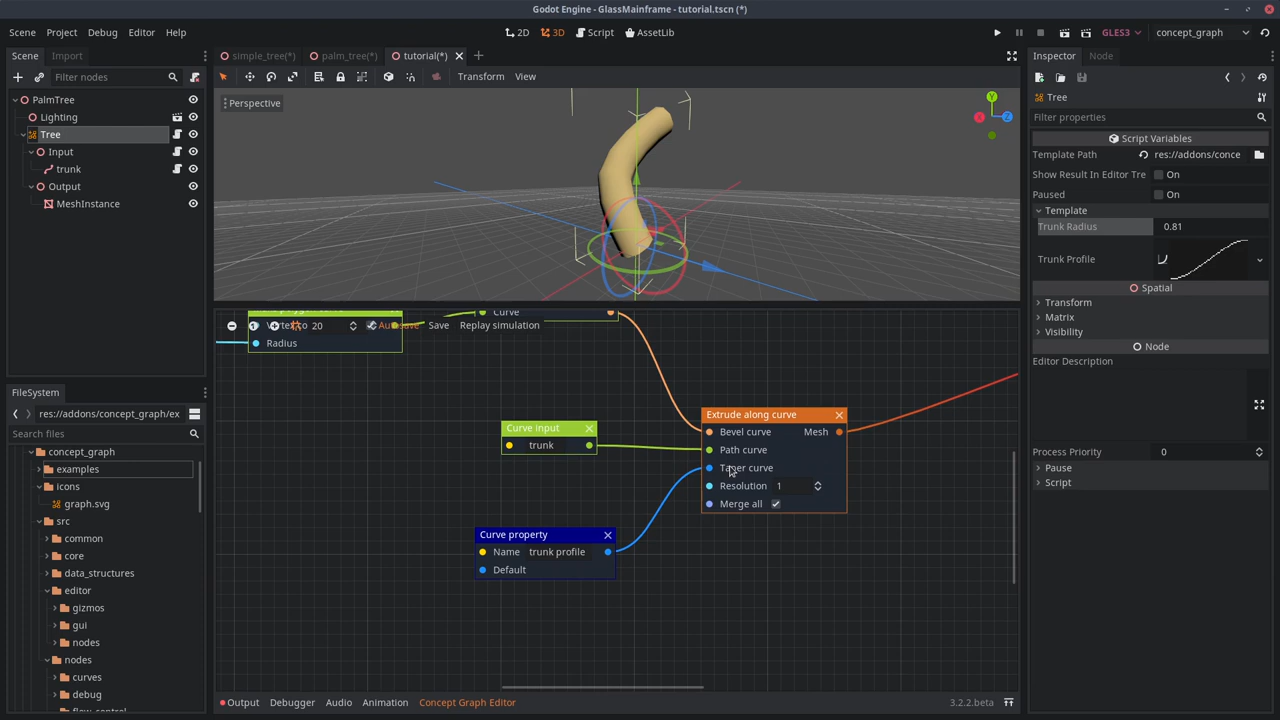 Godot Engine - GlassMainframe - tutorial.tscn (*)
Scene Project Debug Editor Help
2D 3D Script AssetLib
GLES3 concept_graph
Scene Import
Filter nodes
PalmTree
Lighting
Tree
Input
trunk
Output
MeshInstance
FileSystem
res://addons/concept_graph/ex
Search files
concept_graph
examples
icons
graph.svg
src
common
core
data_structures
editor
gizmos
gui
nodes
nodes
curves
debug
simple_tree(*) palm_tree(*) tutorial(*)
Transform View
Perspective
Y
X
Z
20 Autosave Save Replay simulation
Curve
Radius
Curve input
trunk
Curve property
Name trunk profile
Default
Extrude along curve
Bevel curve Mesh
Path curve
Taper curve
Resolution 1
Merge all
Output Debugger Audio Animation Concept Graph Editor 3.2.2.beta
Inspector Node
Tree
Filter properties
Script Variables
Template Path res://addons/conce
Show Result In Editor Tre On
Paused On
Template
Trunk Radius 0.81
Trunk Profile
Spatial
Transform
Matrix
Visibility
Node
Editor Description
Process Priority 0
Pause
Script